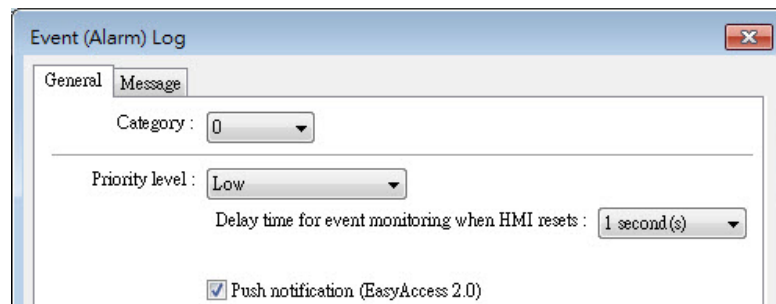 Event (Alarm) Log
General Message
Category : 0
Priority level : Low
Delay time for event monitoring when HMI resets : 1 second(s)
Push notification (EasyAccess 2.0)